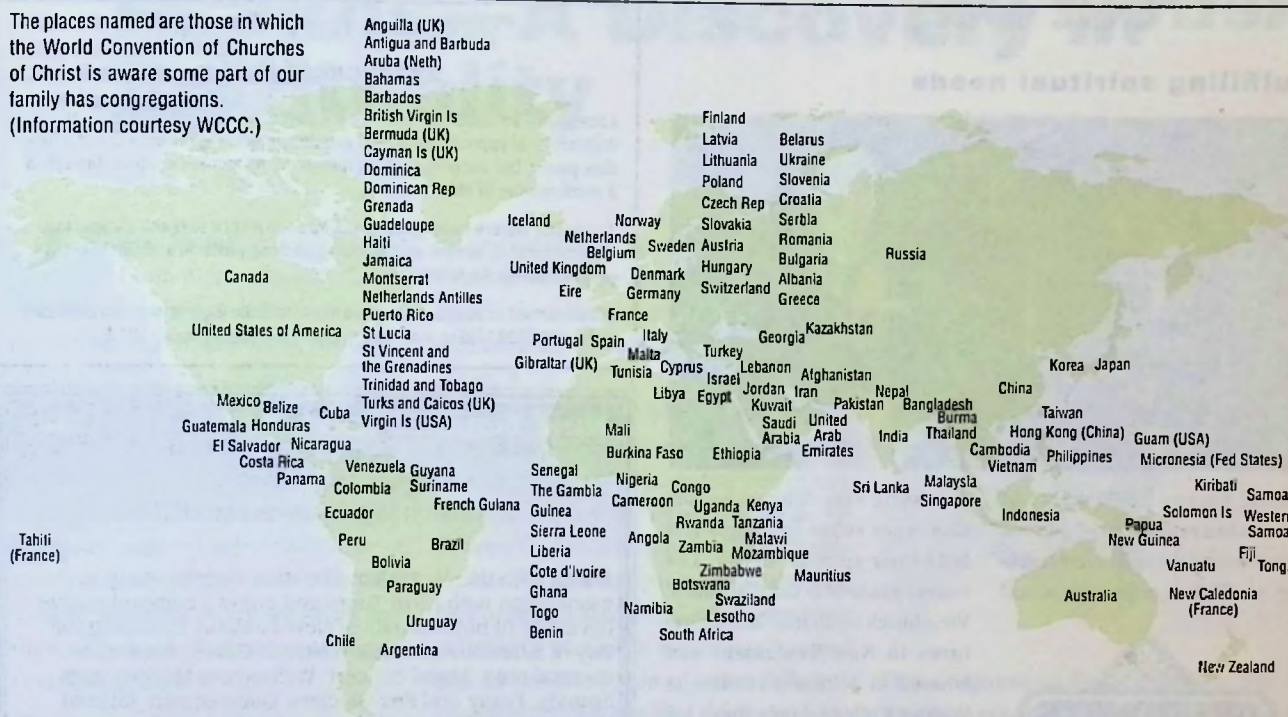 The places named are those in which
the World Convention of Churches
of Christ is aware some part of our
family has congregations.
(Information courtesy WCCC.)
Anguilla (UK)
Antigua and Barbuda
Aruba (Neth)
Bahamas
Barbados
British Virgin Is
Bermuda (UK)
Cayman Is (UK)
Dominica
Dominican Rep
Grenada
Guadeloupe
Haiti
Jamaica
Montserrat
Netherlands Antilles
Puerto Rico
St Lucia
St Vincent and
the Grenadines
Trinidad and Tobago
Turks and Caicos (UK)
Virgin Is (USA)
Canada
United States of America
Mexico
Belize
Cuba
Guatemala
Honduras
El Salvador
Nicaragua
Costa Rica
Panama
Venezuela
Guyana
Colombia
Suriname
French Guiana
Ecuador
Peru
Brazil
Bolivia
Paraguay
Uruguay
Chile
Argentina
Tahiti
(France)
Iceland
Norway
Netherlands
Belgium
Sweden
United Kingdom
Denmark
Eire
Germany
France
Portugal
Spain
Italy
Gibraltar (UK)
Malta
Tunisia
Cyprus
Finland
Latvia
Lithuania
Poland
Czech Rep
Slovakia
Austria
Hungary
Switzerland
Belarus
Ukraine
Slovenia
Croatia
Serbia
Romania
Bulgaria
Albania
Greece
Russia
Georgia
Kazakhstan
Turkey
Lebanon
Israel
Afghanistan
Libya
Egypt
Jordan
Iran
Nepal
Kuwait
Pakistan
Bangladesh
Saudi
Arabia
United
Arab
Emirates
India
Burma
Thailand
China
Korea
Japan
Taiwan
Hong Kong (China)
Guam (USA)
Cambodia
Vietnam
Philippines
Micronesia (Fed States)
Sri Lanka
Malaysia
Singapore
Indonesia
Mali
Burkina Faso
Ethiopia
Senegal
The Gambia
Guinea
Sierra Leone
Liberia
Cote d'Ivoire
Ghana
Togo
Benin
Nigeria
Cameroon
Congo
Uganda
Kenya
Rwanda
Tanzania
Angola
Zambia
Malawi
Mozambique
Zimbabwe
Mauritius
Botswana
Swaziland
Namibia
Lesotho
South Africa
Kiribati
Samoa
Solomon Is
Western
Samoa
Papua
New Guinea
Fiji
Vanuatu
Tong
Australia
New Caledonia
(France)
New Zealand